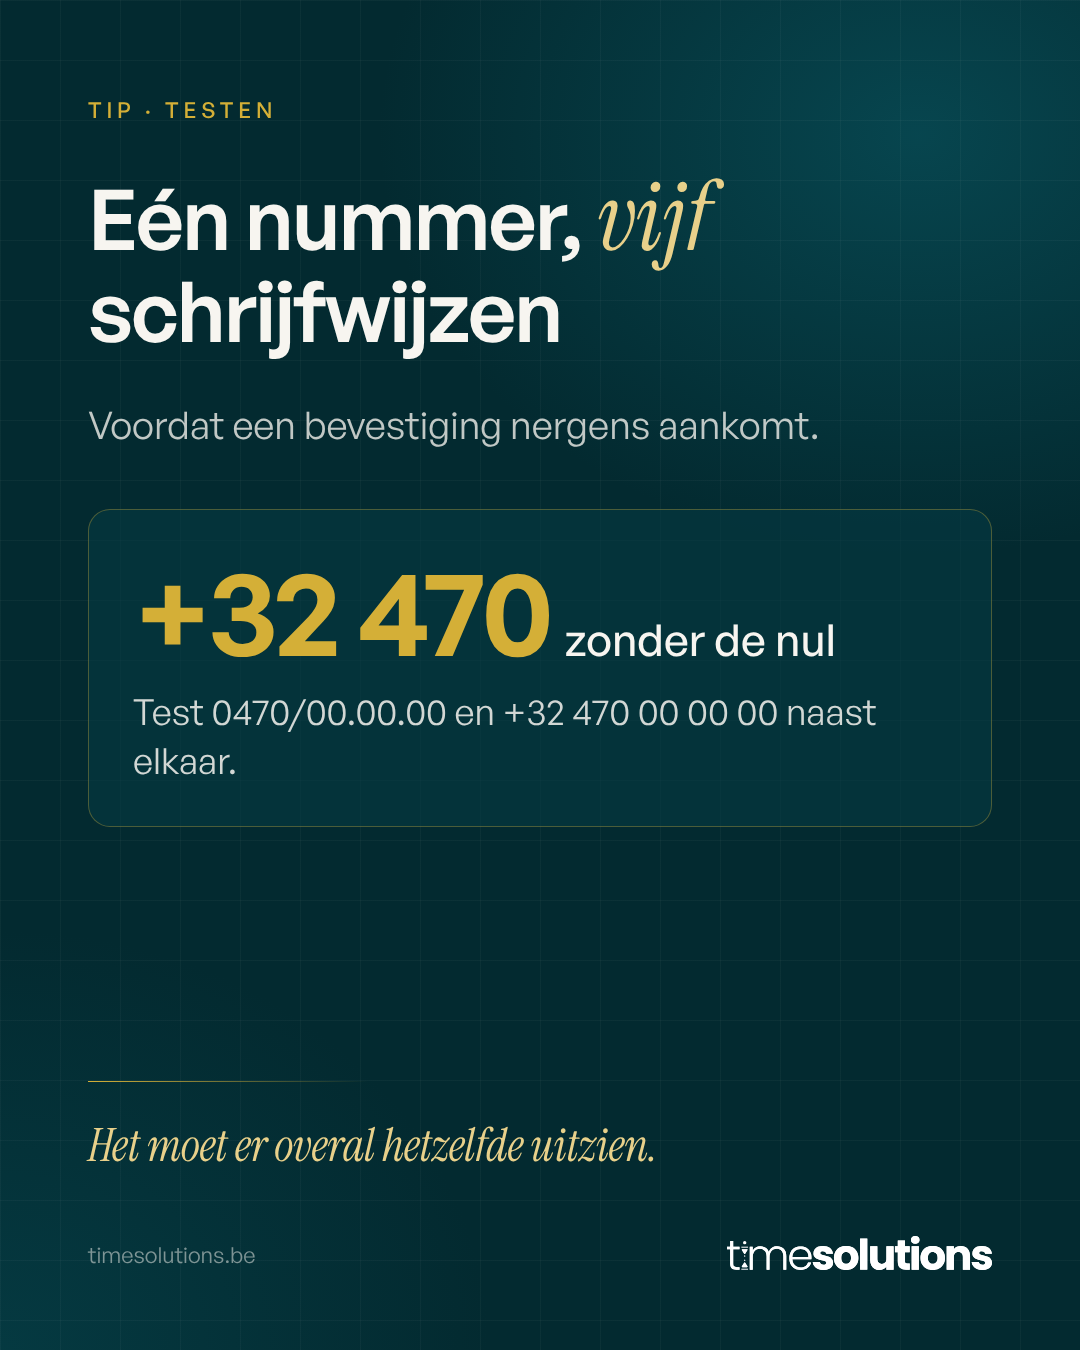 TIP · TESTEN
Eén nummer, vijf
schrijfwijzen
Voordat een bevestiging nergens aankomt.
+32 470 zonder de nul
Test 0470/00.00.00 en +32 470 00 00 00 naast
elkaar.
Het moet er overal hetzelfde uitzien.
timesolutions.be
timesolutions